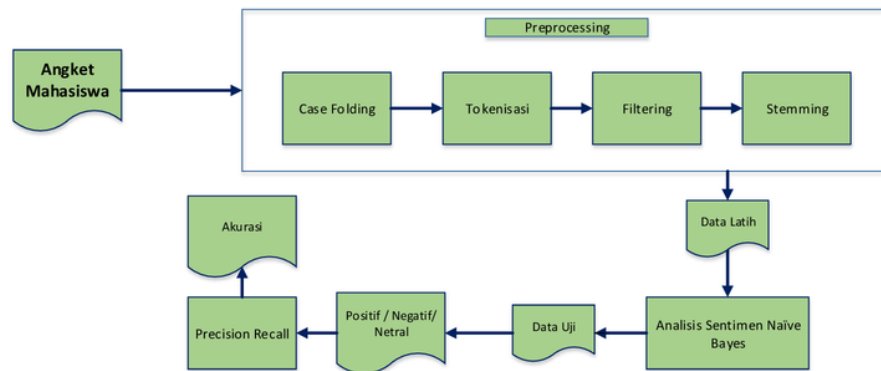 Preprocessing
Angket
Mahasiswa
Case Folding
Tokenisasi
Filtering
Stemming
Data Latih
Analisis Sentimen Naïve
Bayes
Data Uji
Positif / Negatif/
Netral
Precision Recall
Akurasi